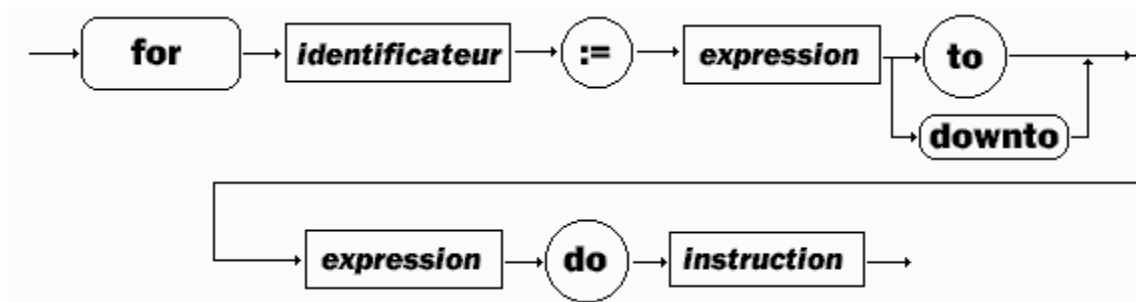 for identificateur := expression to
downto
expression do instruction